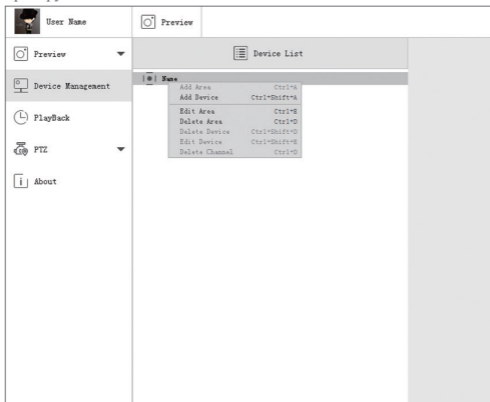 User Name
Preview
Preview
Device Management
PlayBack
PTZ
About
Device List
Name
Add Area Ctrl+A
Add Device Ctrl+Shift+A
Edit Area Ctrl+E
Delete Area Ctrl+D
Delete Device Ctrl+Shift+D
Edit Device Ctrl+Shift+E
Delete Channel Ctrl+D